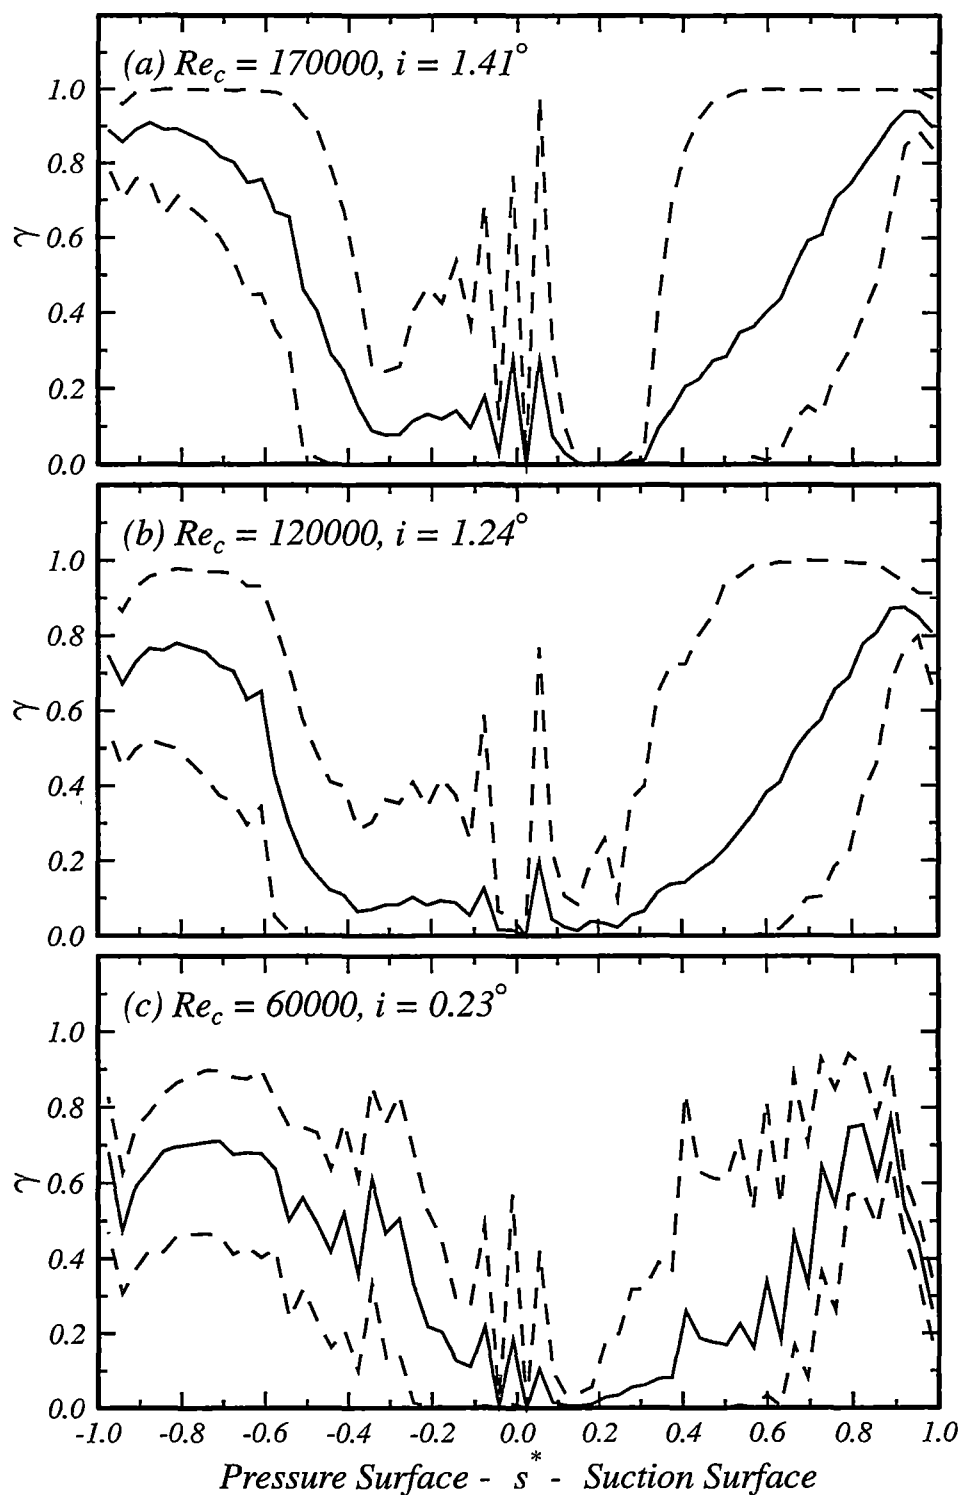 (a) Re_c = 170000, i = 1.41°
1.0
0.8
γ
0.6
0.4
0.2
0.0
(b) Re_c = 120000, i = 1.24°
1.0
0.8
γ
0.6
0.4
0.2
0.0
(c) Re_c = 60000, i = 0.23°
1.0
0.8
γ
0.6
0.4
0.2
0.0
-1.0 -0.8 -0.6 -0.4 -0.2 0.0 0.2 0.4 0.6 0.8 1.0
Pressure Surface - s* - Suction Surface